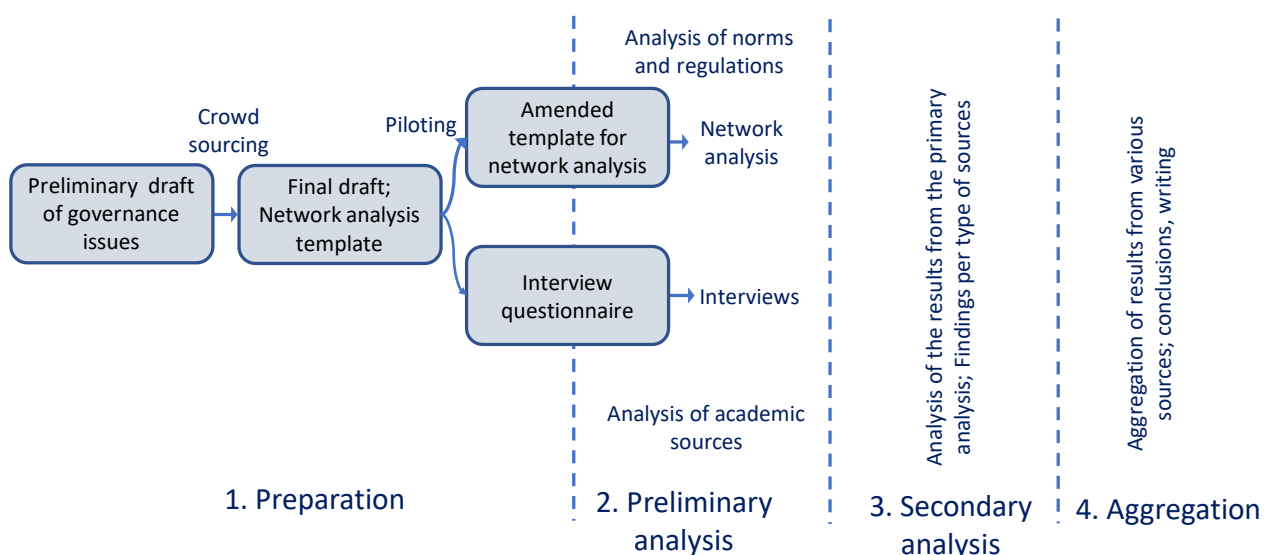 Crowd
sourcing
Preliminary draft
of governance
issues
Final draft;
Network analysis
template
Piloting
Amended
template for
network analysis
Interview
questionnaire
Analysis of norms
and regulations
Network
analysis
Interviews
Analysis of academic
sources
Analysis of the results from the primary
analysis; Findings per type of sources
Aggregation of results from various
sources; conclusions, writing
1. Preparation
2. Preliminary
analysis
3. Secondary
analysis
4. Aggregation